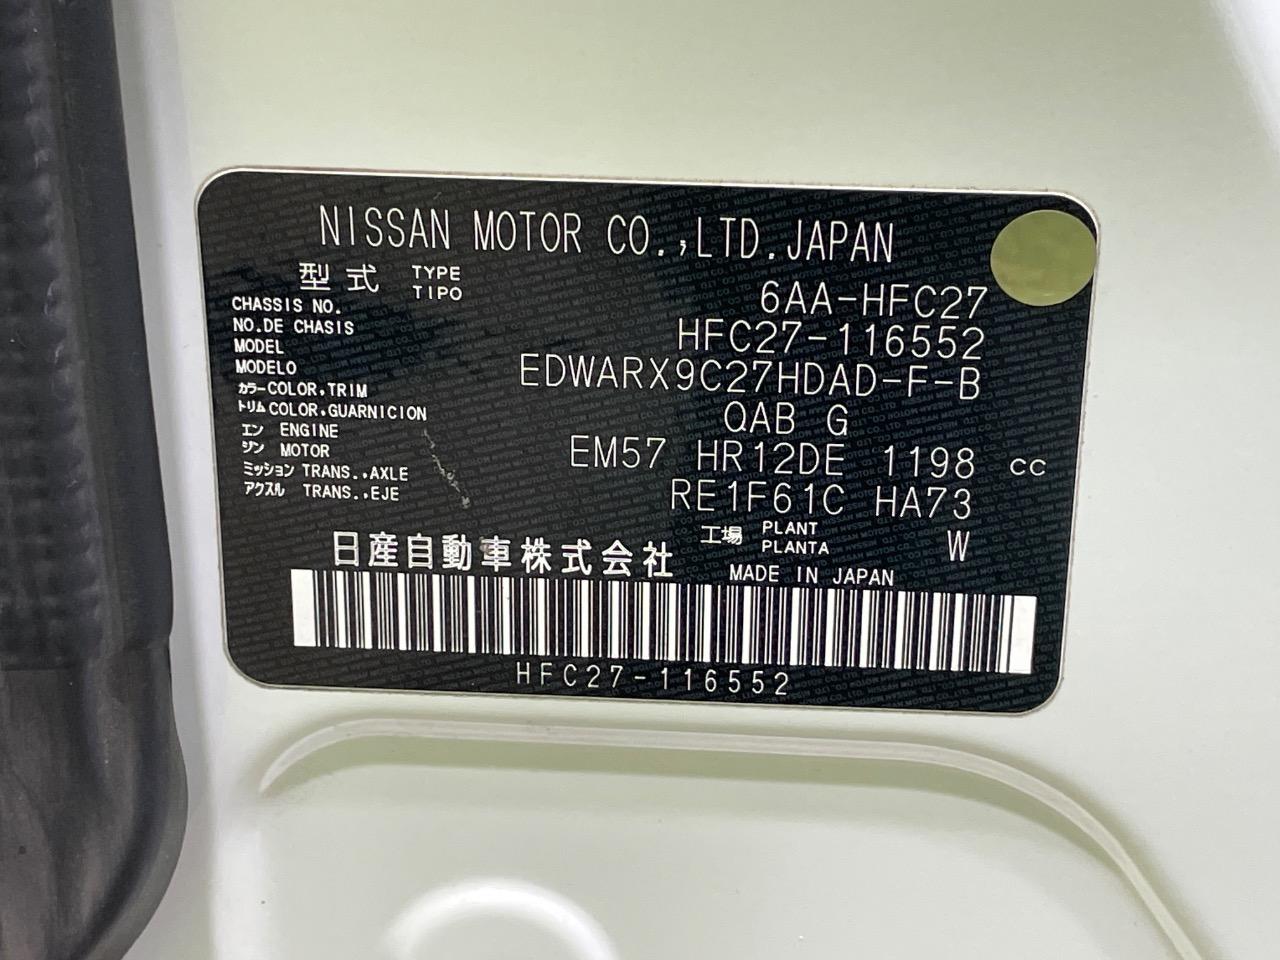 NISSAN MOTOR CO.,LTD.JAPAN
型式 TYPE TIPO 6AA-HFC27
CHASSIS NO. NO.DE CHASIS HFC27-116552
MODEL MODELO EDWARX9C27HDAD-F-B
カラー COLOR,TRIM トリム COLOR,GUARNICION QAB G
エンジン ENGINE MOTOR EM57 HR12DE 1198 cc
ミッション TRANS.,AXLE アクスル TRANS.,EJE RE1F61C HA73
工場 PLANT PLANTA W
日産自動車株式会社 MADE IN JAPAN
HFC27-116552